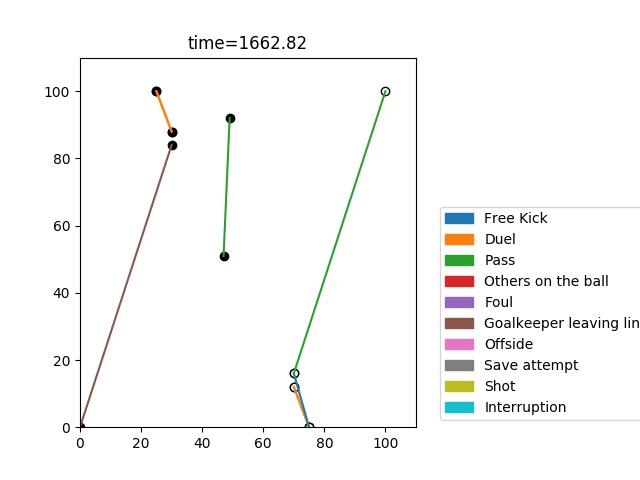 time=1662.82
100
80
60
40
20
0
0 20 40 60 80 100
Free Kick
Duel
Pass
Others on the ball
Foul
Goalkeeper leaving lin
Offside
Save attempt
Shot
Interruption